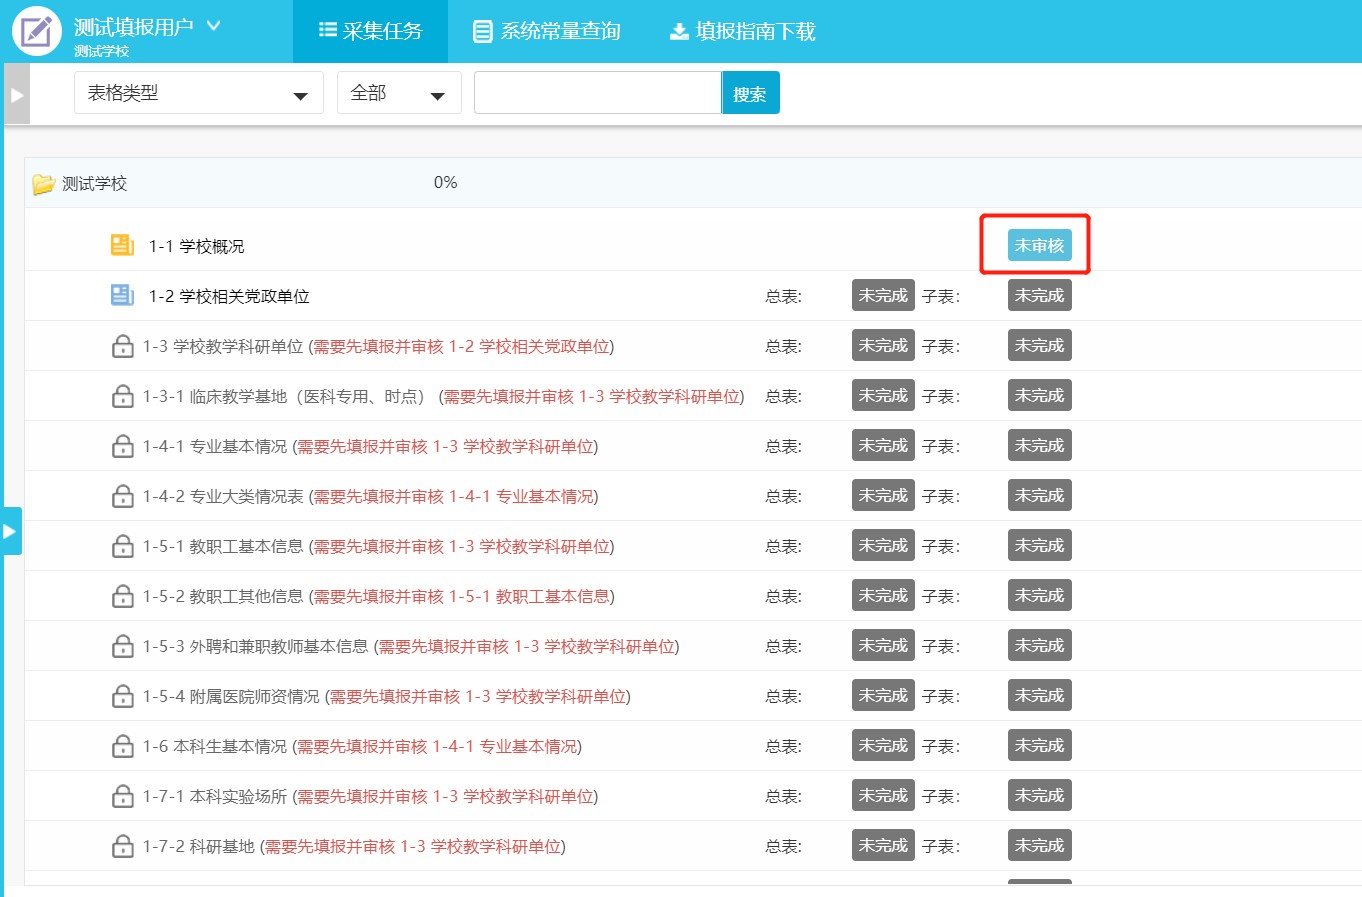 测试填报用户
测试学校
采集任务 系统常量查询 填报指南下载
表格类型 全部 搜索
测试学校 0%
1-1 学校概况 未审核
1-2 学校相关党政单位 总表: 未完成 子表: 未完成
1-3 学校教学科研单位 (需要先填报并审核 1-2 学校相关党政单位) 总表: 未完成 子表: 未完成
1-3-1 临床教学基地（医科专用、时点） (需要先填报并审核 1-3 学校教学科研单位) 总表: 未完成 子表: 未完成
1-4-1 专业基本情况 (需要先填报并审核 1-3 学校教学科研单位) 总表: 未完成 子表: 未完成
1-4-2 专业大类情况表 (需要先填报并审核 1-4-1 专业基本情况) 总表: 未完成 子表: 未完成
1-5-1 教职工基本信息 (需要先填报并审核 1-3 学校教学科研单位) 总表: 未完成 子表: 未完成
1-5-2 教职工其他信息 (需要先填报并审核 1-5-1 教职工基本信息) 总表: 未完成 子表: 未完成
1-5-3 外聘和兼职教师基本信息 (需要先填报并审核 1-3 学校教学科研单位) 总表: 未完成 子表: 未完成
1-5-4 附属医院师资情况 (需要先填报并审核 1-3 学校教学科研单位) 总表: 未完成 子表: 未完成
1-6 本科生基本情况 (需要先填报并审核 1-4-1 专业基本情况) 总表: 未完成 子表: 未完成
1-7-1 本科实验场所 (需要先填报并审核 1-3 学校教学科研单位) 总表: 未完成 子表: 未完成
1-7-2 科研基地 (需要先填报并审核 1-3 学校教学科研单位) 总表: 未完成 子表: 未完成